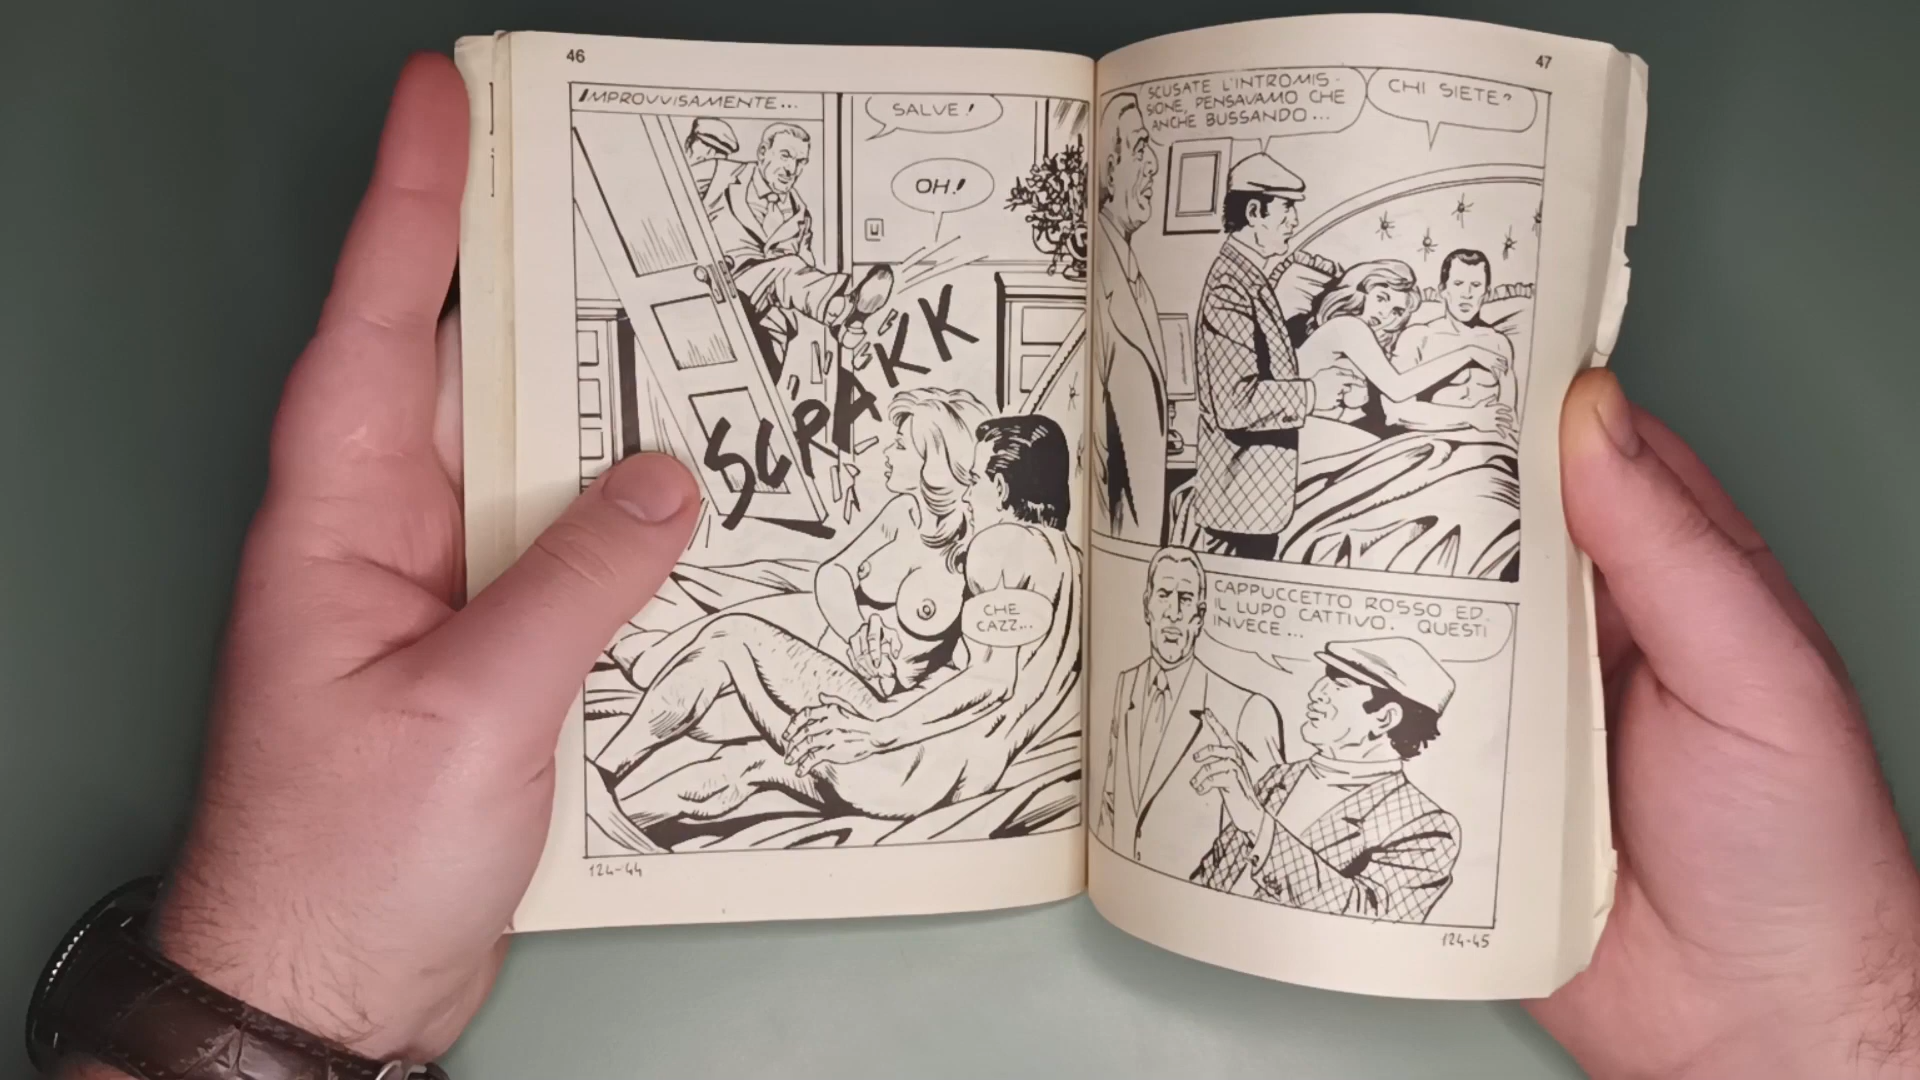 46
IMPROVVISAMENTE...
SALVE!
OH!
SCRAKK
CHE
CAZZ...
124-44
47
SCUSATE L'INTROMIS-
SIONE, PENSAVAMO CHE
ANCHE BUSSANDO...
CHI SIETE?
CAPPUCCETTO ROSSO ED
IL LUPO CATTIVO. QUESTI
INVECE...
124-45